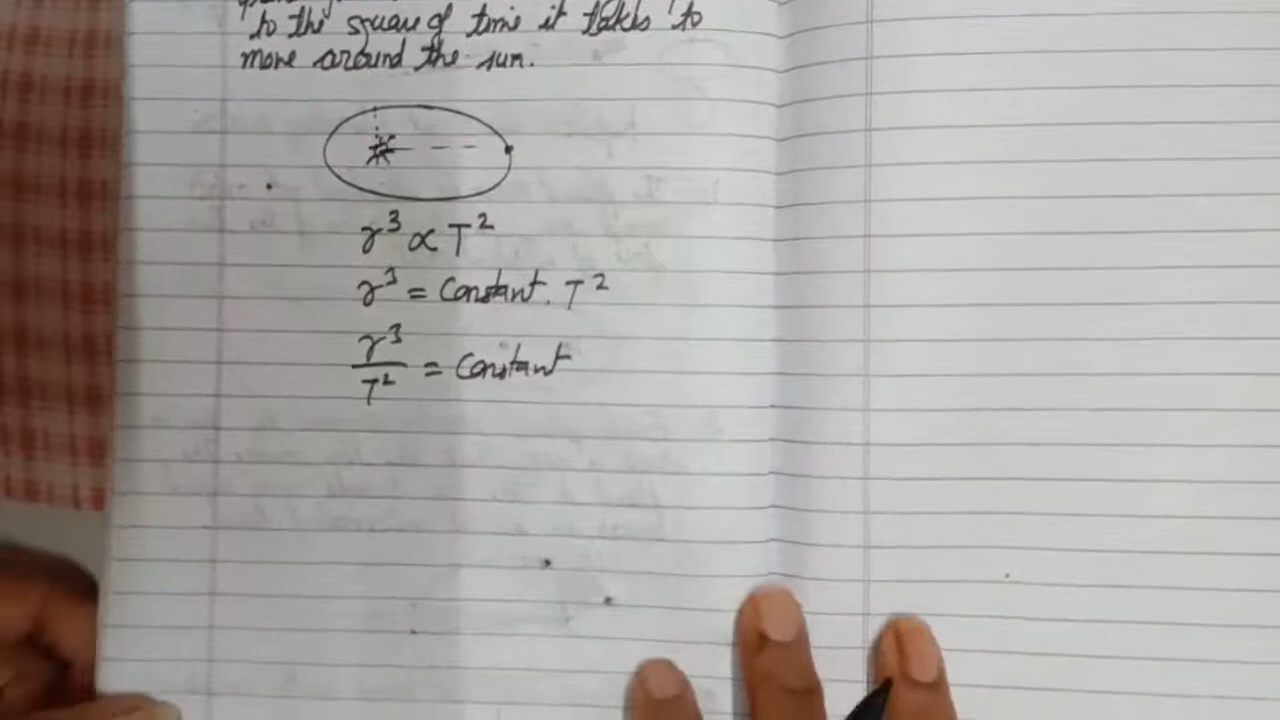 to the square of time it takes to
move around the sun.
r³ ∝ T²
r³ = Constant. T²
r³/T² = Constant